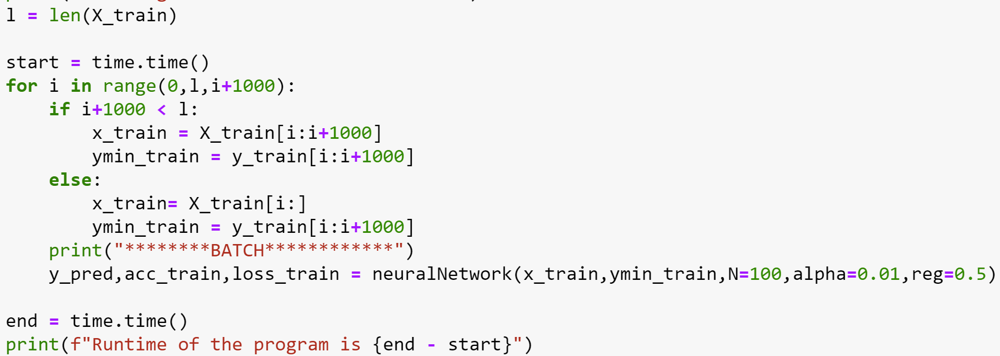 l = len(X_train)

start = time.time()
for i in range(0,l,i+1000):
    if i+1000 < l:
        x_train = X_train[i:i+1000]
        ymin_train = y_train[i:i+1000]
    else:
        x_train= X_train[i:]
        ymin_train = y_train[i:i+1000]
    print("********BATCH************")
    y_pred,acc_train,loss_train = neuralNetwork(x_train,ymin_train,N=100,alpha=0.01,reg=0.5)

end = time.time()
print(f"Runtime of the program is {end - start}")